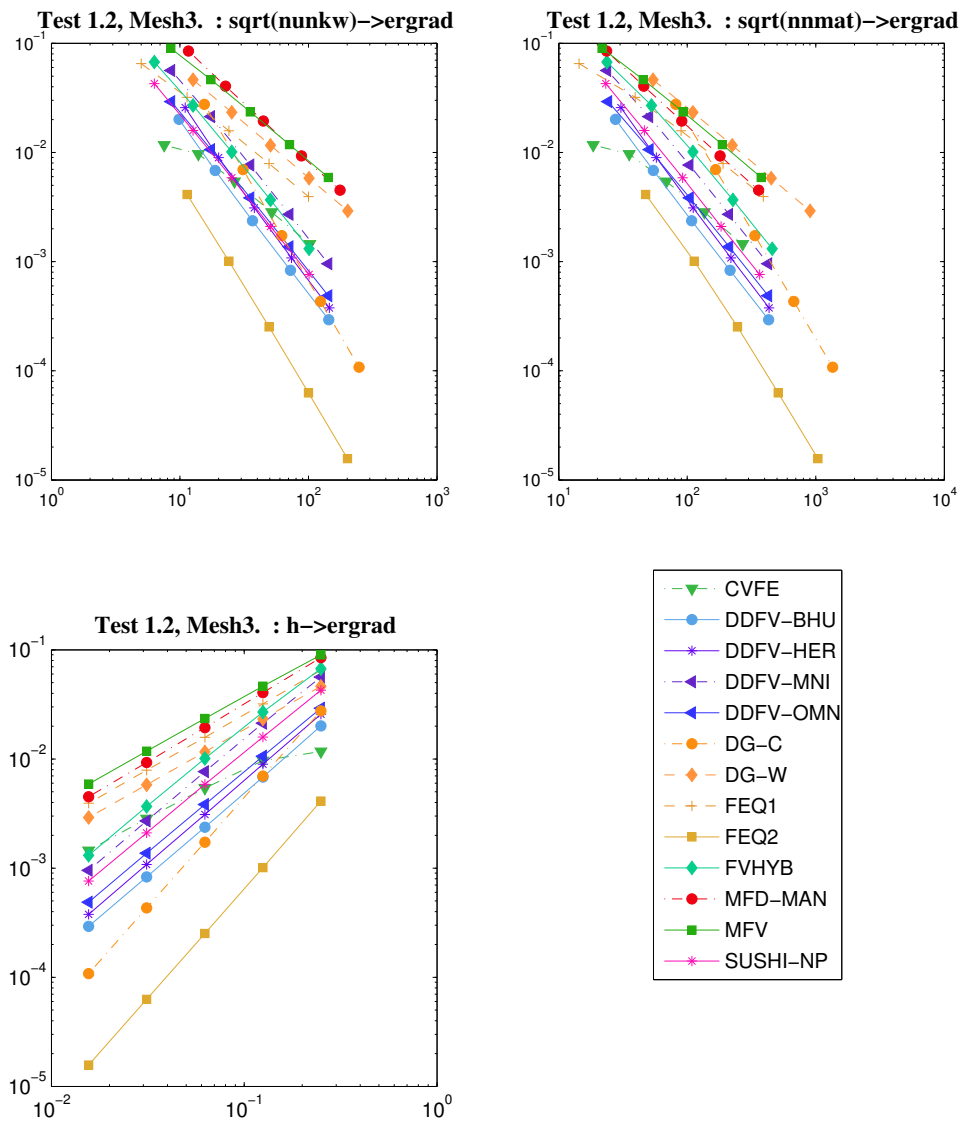 Test 1.2, Mesh3.  : sqrt(nunkw)->ergrad
10^-1
10^-2
10^-3
10^-4
10^-5
10^0
10^1
10^2
10^3
Test 1.2, Mesh3.  : sqrt(nnmat)->ergrad
10^-1
10^-2
10^-3
10^-4
10^-5
10^1
10^2
10^3
10^4
Test 1.2, Mesh3.  : h->ergrad
10^-1
10^-2
10^-3
10^-4
10^-5
10^-2
10^-1
10^0
CVFE
DDFV-BHU
DDFV-HER
DDFV-MNI
DDFV-OMN
DG-C
DG-W
FEQ1
FEQ2
FVHYB
MFD-MAN
MFV
SUSHI-NP